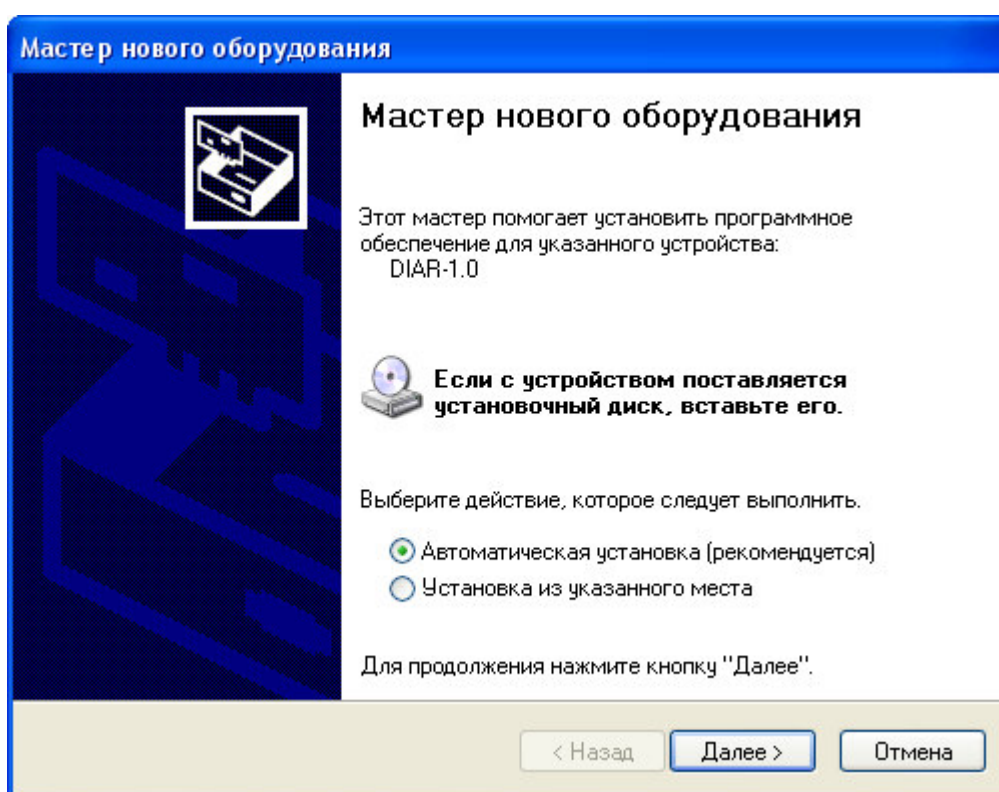 Мастер нового оборудования
Мастер нового оборудования
Этот мастер помогает установить программное
обеспечение для указанного устройства:
DIAR-1.0
Если с устройством поставляется
установочный диск, вставьте его.
Выберите действие, которое следует выполнить.
Автоматическая установка (рекомендуется)
Установка из указанного места
Для продолжения нажмите кнопку "Далее".
< Назад
Далее >
Отмена